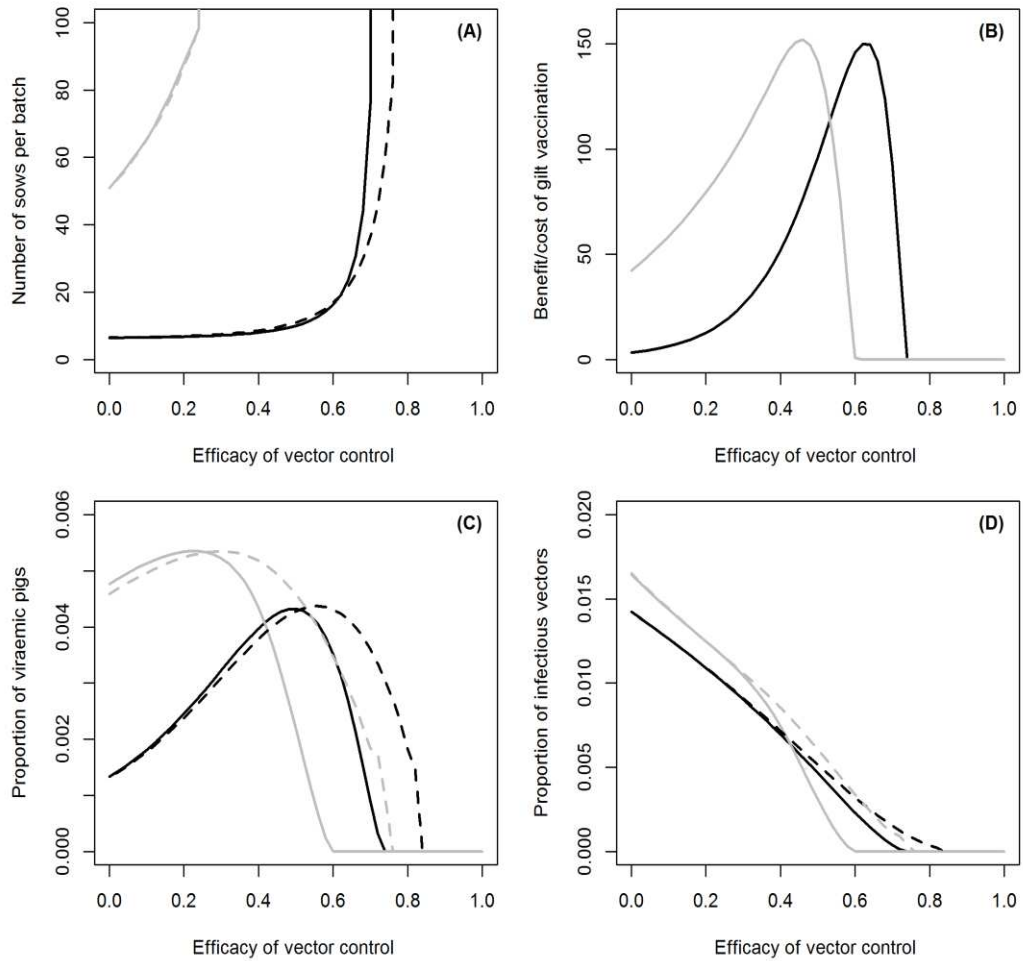 (A)
Number of sows per batch
100
80
60
40
20
0
0.0 0.2 0.4 0.6 0.8 1.0
Efficacy of vector control
(B)
Benefit/cost of gilt vaccination
150
100
50
0
0.0 0.2 0.4 0.6 0.8 1.0
Efficacy of vector control
(C)
Proportion of viraemic pigs
0.006
0.004
0.002
0.000
0.0 0.2 0.4 0.6 0.8 1.0
Efficacy of vector control
(D)
Proportion of infectious vectors
0.020
0.015
0.010
0.005
0.000
0.0 0.2 0.4 0.6 0.8 1.0
Efficacy of vector control